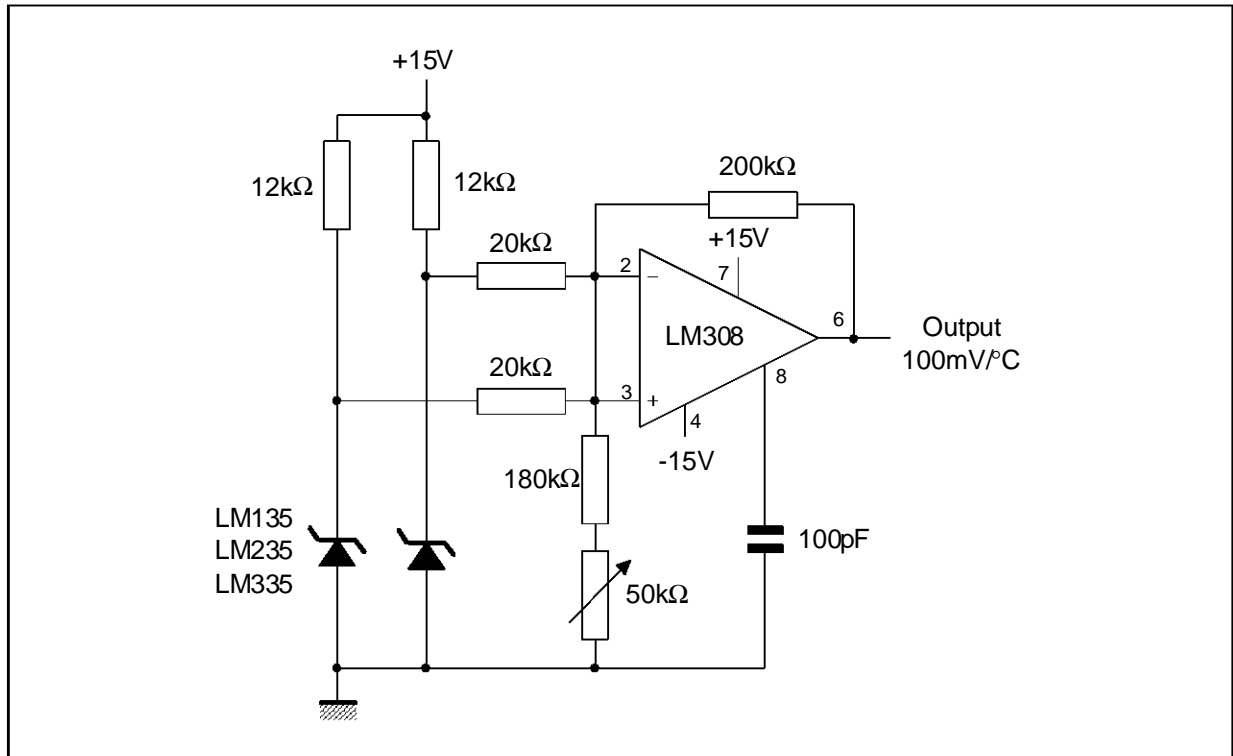 +15V
12kΩ
12kΩ
200kΩ
20kΩ
+15V
2
−
7
6
LM308
Output
100mV/°C
20kΩ
8
3
+
4
-15V
180kΩ
LM135
LM235
LM335
100pF
50kΩ